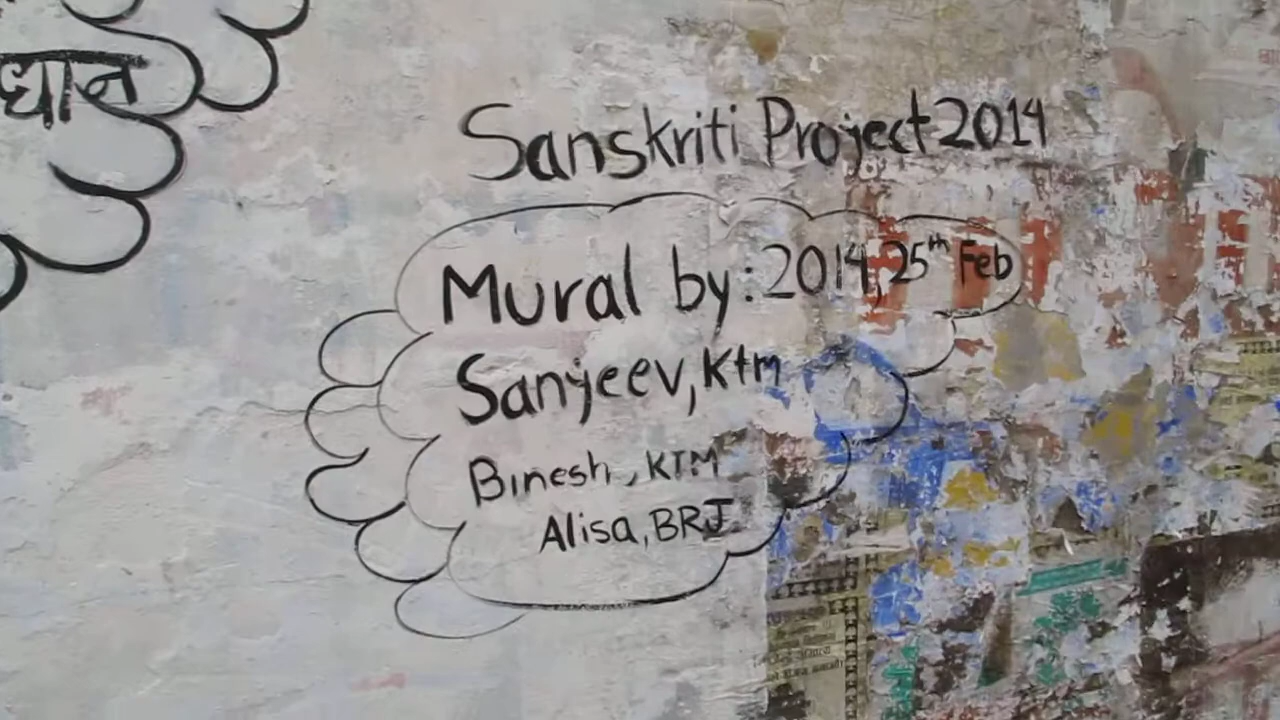 धान
Sanskriti Project 2014
Mural by: 2014, 25th Feb
Sanjeev, Ktm
Binesh, KTM
Alisa, BRJ